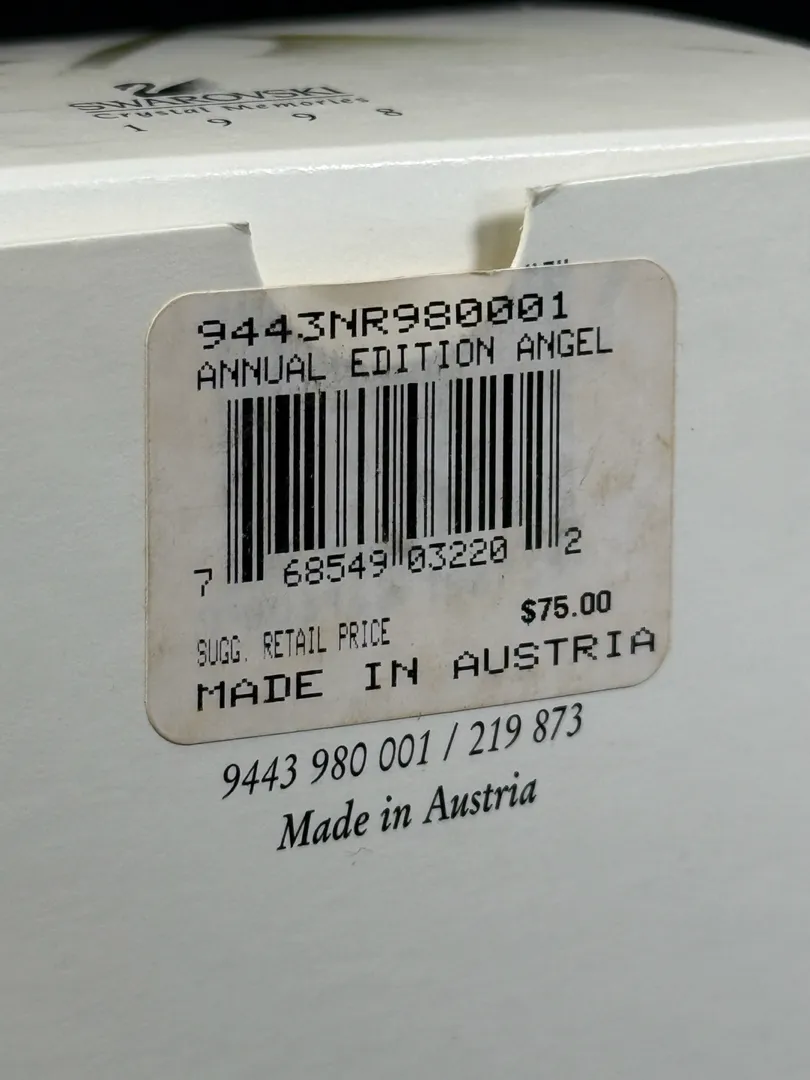 SWAROVSKI
Crystal Memories
1 9 9 8
9443NR980001
ANNUAL EDITION ANGEL
7 68549 03220 2
$75.00
SUGG. RETAIL PRICE
MADE IN AUSTRIA
9443 980 001 / 219 873
Made in Austria